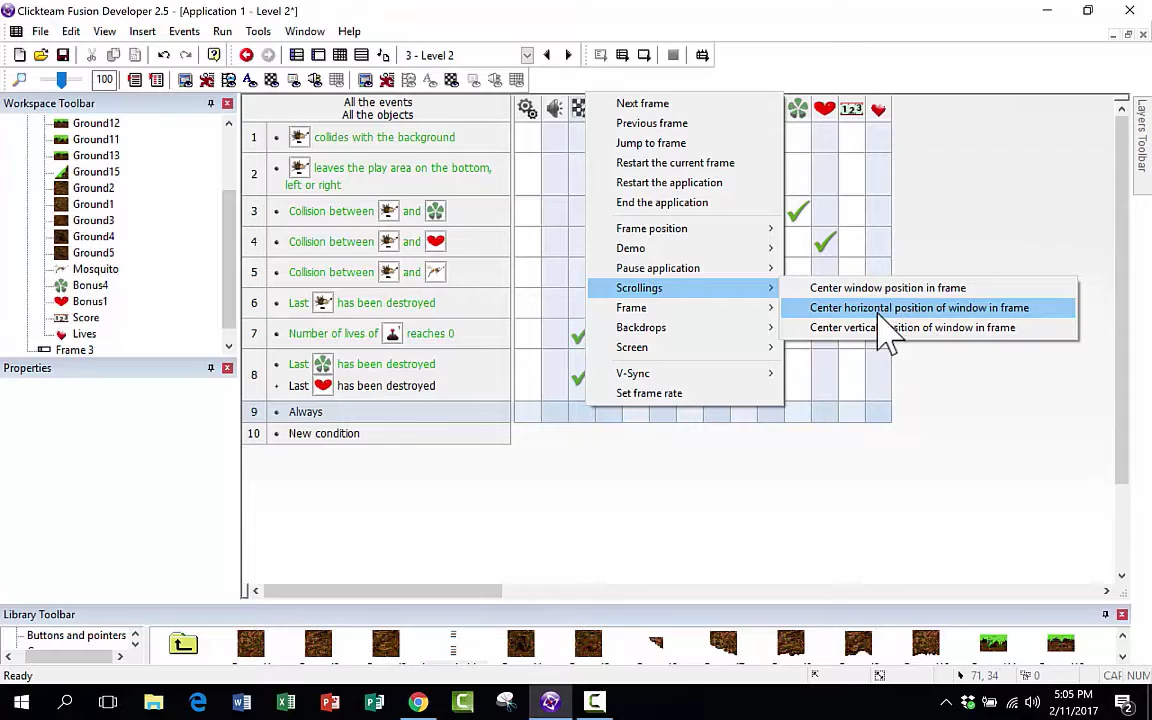 Clickteam Fusion Developer 2.5 - [Application 1 - Level 2*]
File Edit View Insert Events Run Tools Window Help
3 - Level 2
100
Workspace Toolbar
Ground12
Ground11
Ground13
Ground15
Ground2
Ground1
Ground3
Ground4
Ground5
Mosquito
Bonus4
Bonus1
Score
Lives
Frame 3
Properties
All the events
All the objects
1 • collides with the background
2 • leaves the play area on the bottom,
left or right
3 • Collision between and
4 • Collision between and
5 • Collision between and
6 • Last has been destroyed
7 • Number of lives of reaches 0
8 • Last has been destroyed
• Last has been destroyed
9 • Always
10 • New condition
Next frame
Previous frame
Jump to frame
Restart the current frame
Restart the application
End the application
Frame position
Demo
Pause application
Scrollings
Frame
Backdrops
Screen
V-Sync
Set frame rate
Center window position in frame
Center horizontal position of window in frame
Center vertical position of window in frame
Layers Toolbar
Library Toolbar
Buttons and pointers
Ready
71, 34
0
CAP NUM
5:05 PM
2/11/2017